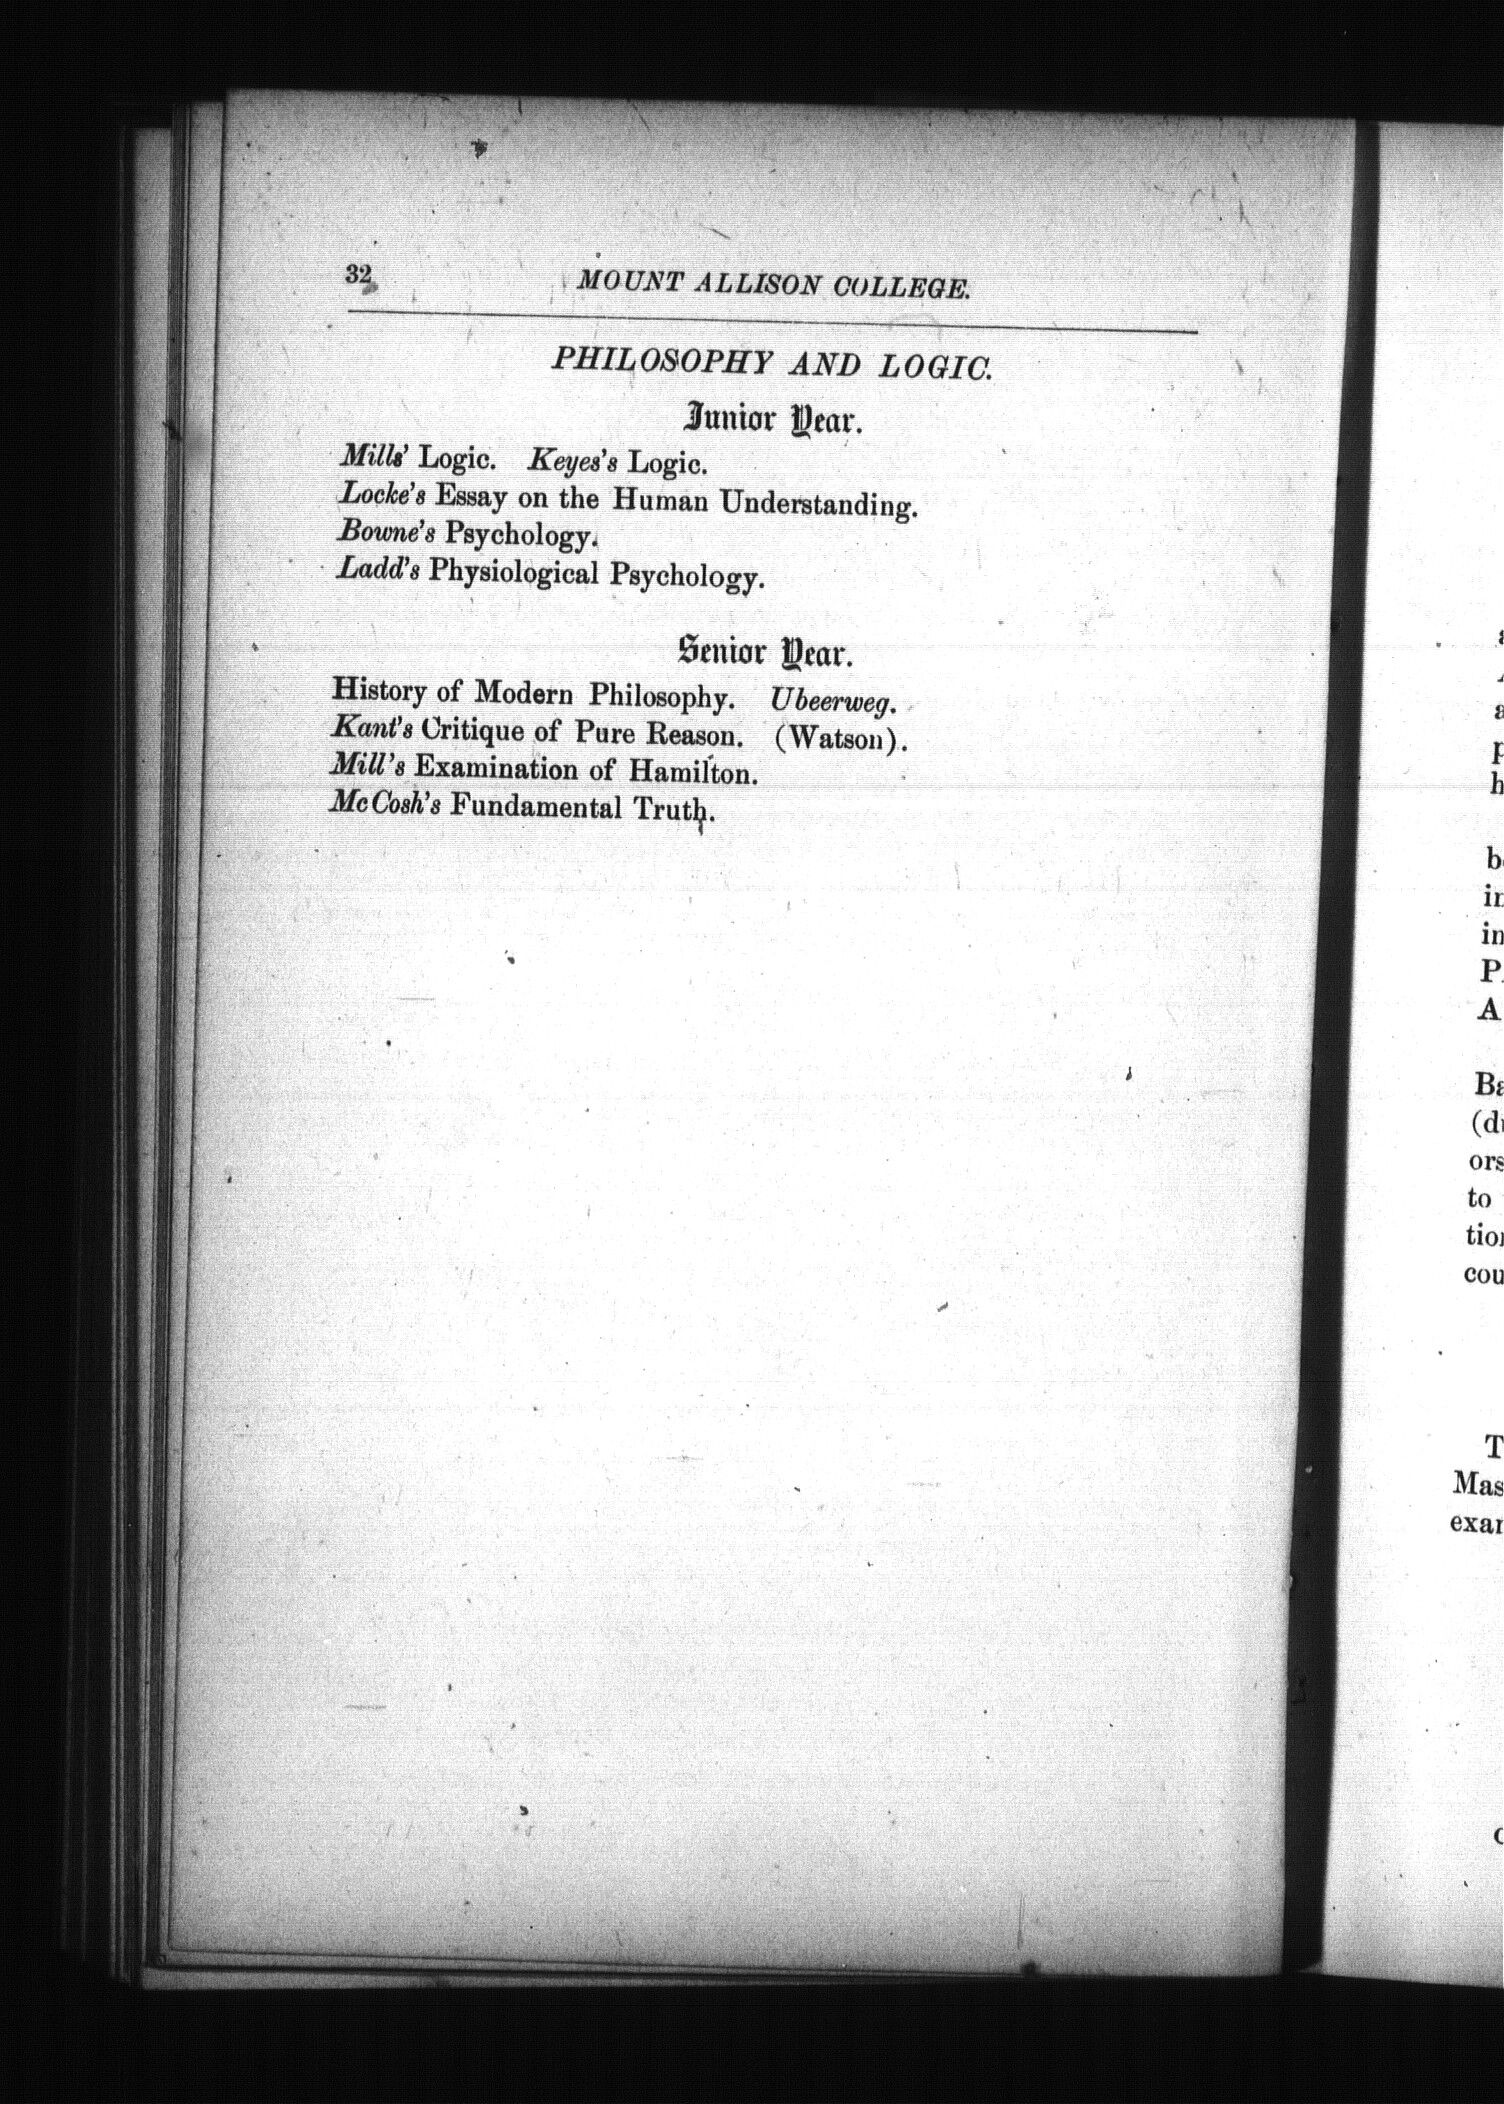 32 MOUNT ALLISON COLLEGE.
PHILOSOPHY AND LOGIC.
Junior Year.
Mills' Logic. Keyes's Logic.
Locke's Essay on the Human Understanding.
Bowne's Psychology.
Ladd's Physiological Psychology.
Senior Year.
History of Modern Philosophy. Ubeerweg.
Kant's Critique of Pure Reason. (Watson).
Mill's Examination of Hamilton.
McCosh's Fundamental Truth.
to